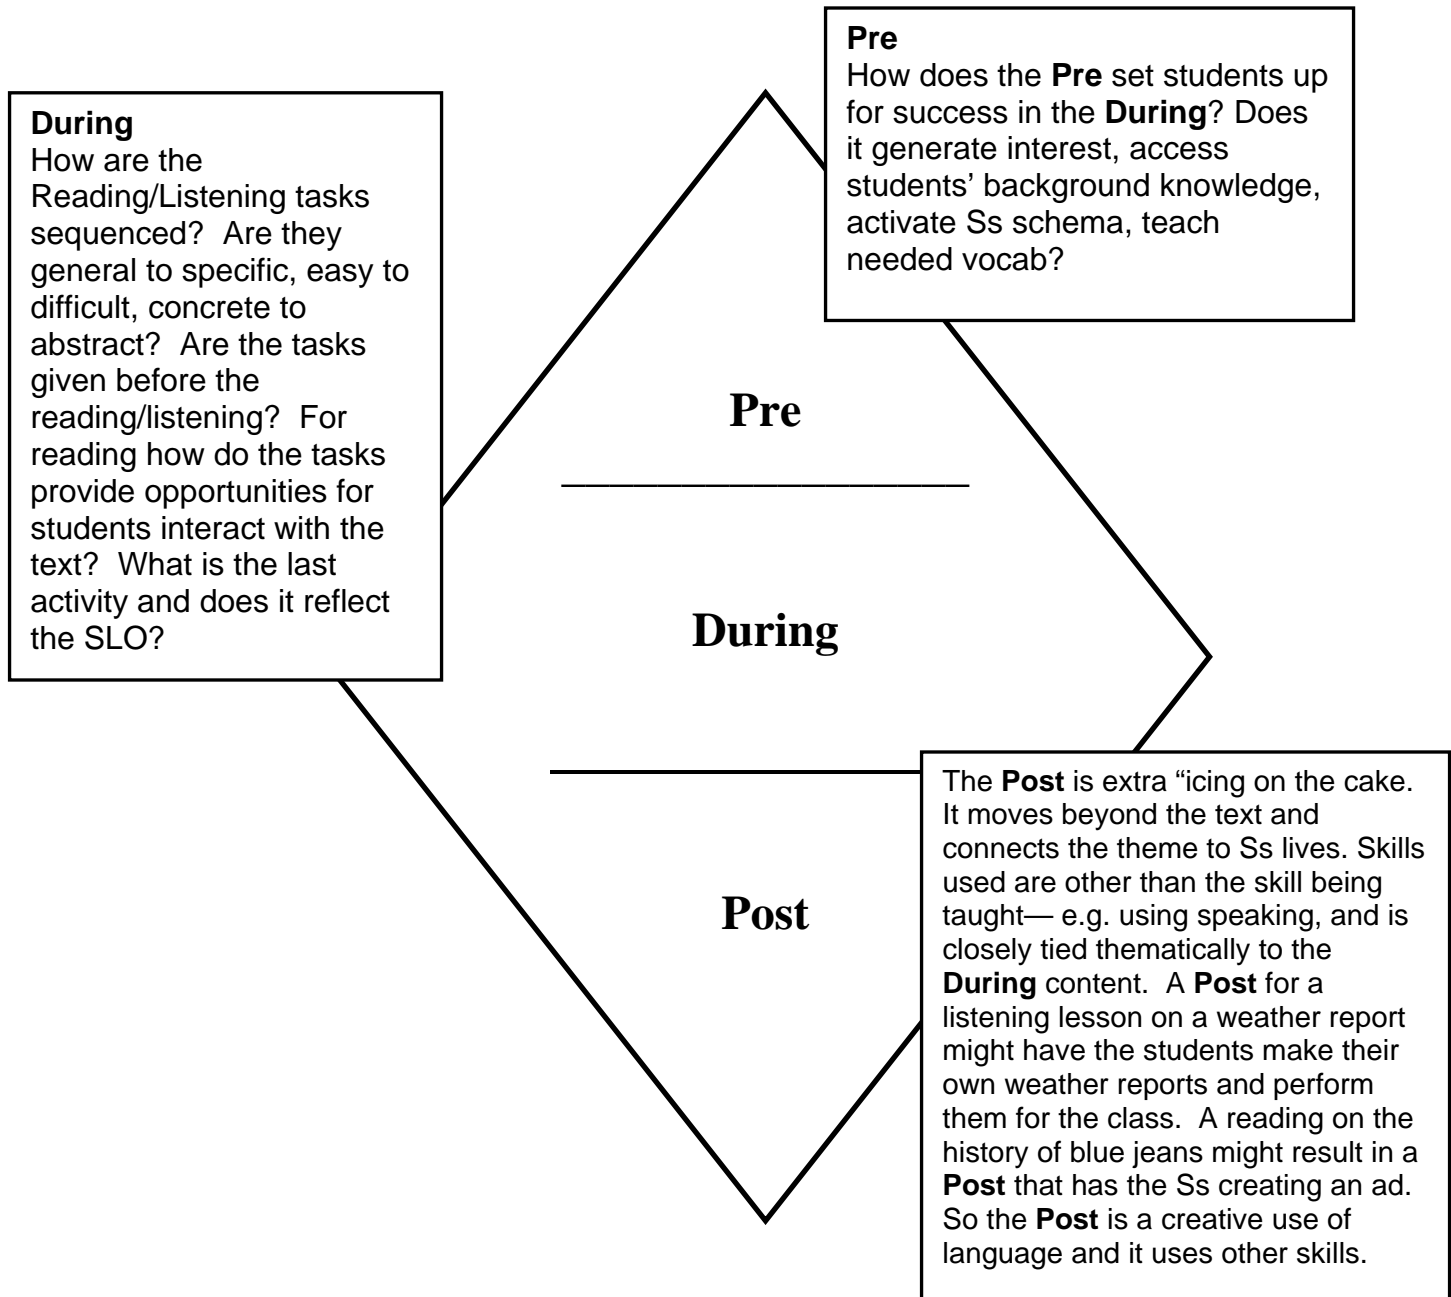 Pre
How does the Pre set students up
for success in the During? Does
it generate interest, access
students’ background knowledge,
activate Ss schema, teach
needed vocab?
During
How are the
Reading/Listening tasks
sequenced?  Are they
general to specific, easy to
difficult, concrete to
abstract?  Are the tasks
given before the
reading/listening?  For
reading how do the tasks
provide opportunities for
students interact with the
text?  What is the last
activity and does it reflect
the SLO?
Pre
During
Post
The Post is extra “icing on the cake.
It moves beyond the text and
connects the theme to Ss lives. Skills
used are other than the skill being
taught— e.g. using speaking, and is
closely tied thematically to the
During content.  A Post for a
listening lesson on a weather report
might have the students make their
own weather reports and perform
them for the class.  A reading on the
history of blue jeans might result in a
Post that has the Ss creating an ad.
So the Post is a creative use of
language and it uses other skills.